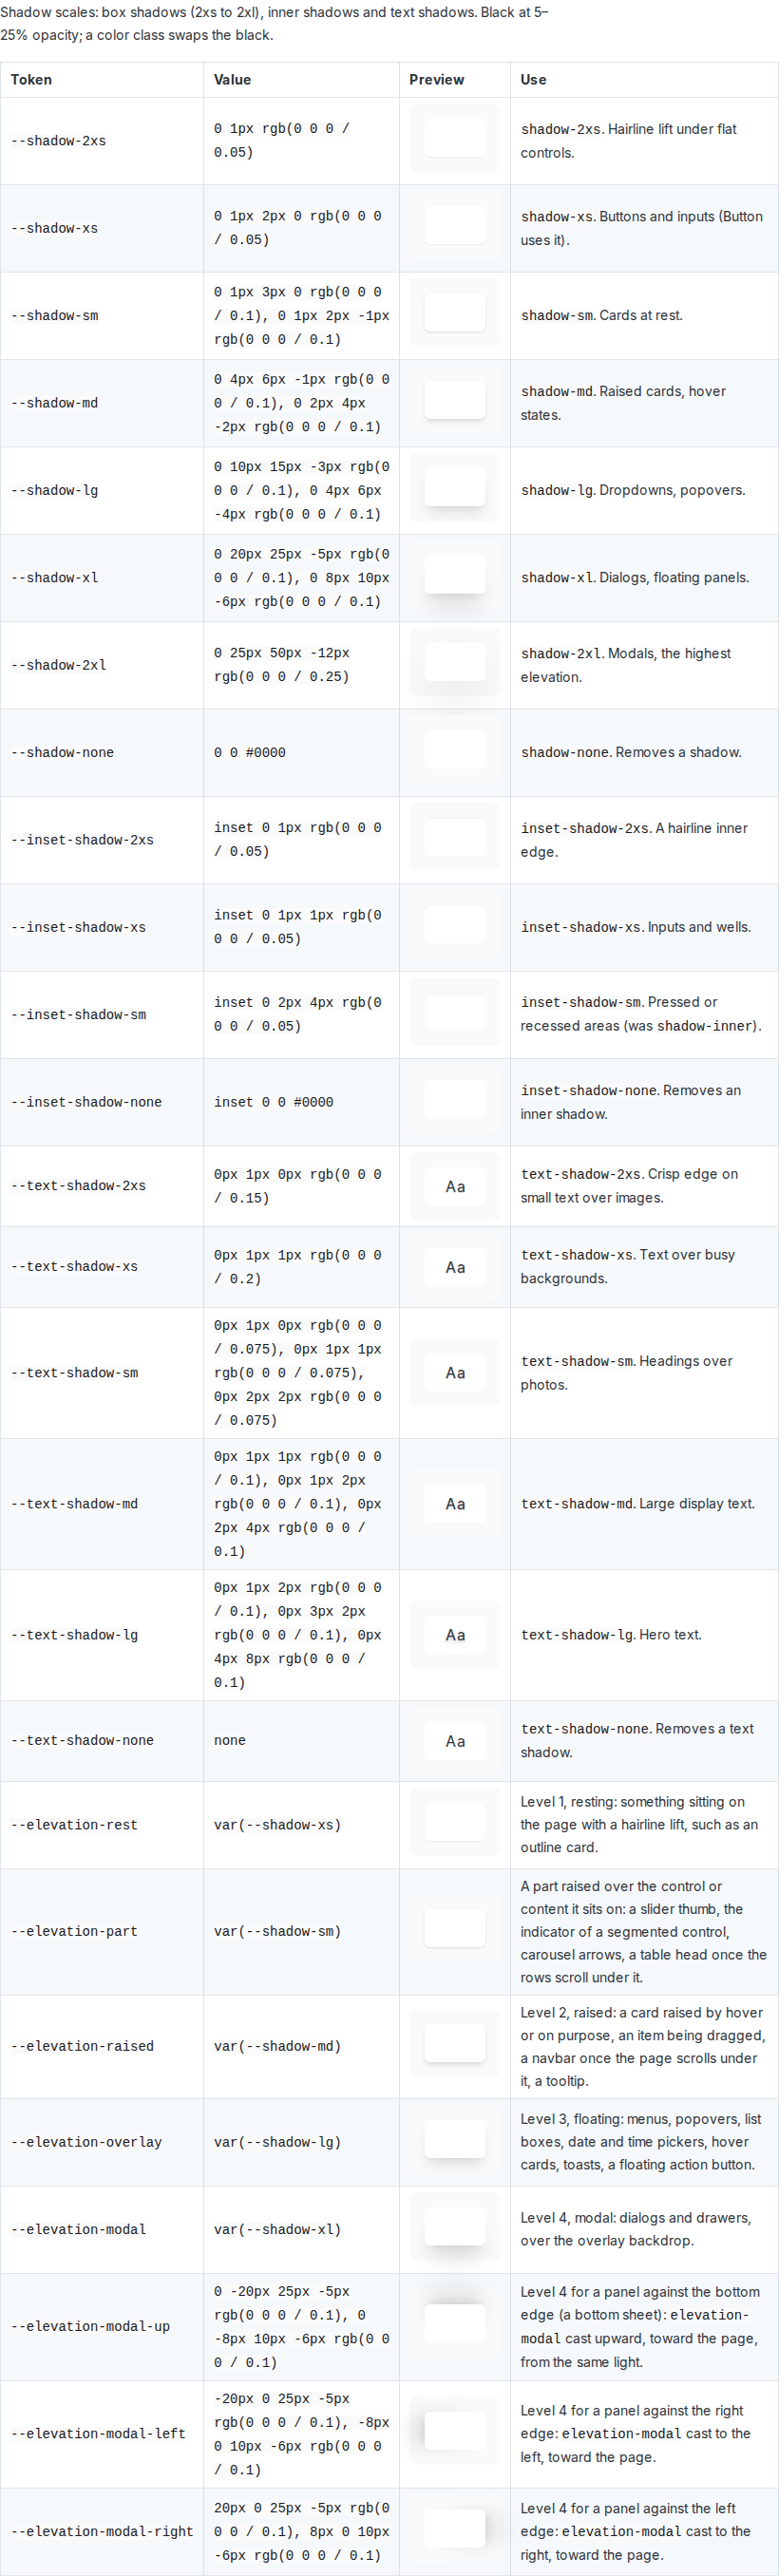 Shadow scales: box shadows (2xs to 2xl), inner shadows and text shadows. Black at 5–
25% opacity; a color class swaps the black.
Token Value Preview Use
--shadow-2xs
0 1px rgb(0 0 0 /
0.05)
shadow-2xs. Hairline lift under flat
controls.
--shadow-xs
0 1px 2px 0 rgb(0 0 0
/ 0.05)
shadow-xs. Buttons and inputs (Button
uses it).
--shadow-sm
0 1px 3px 0 rgb(0 0 0
/ 0.1), 0 1px 2px -1px
rgb(0 0 0 / 0.1)
shadow-sm. Cards at rest.
--shadow-md
0 4px 6px -1px rgb(0 0
0 / 0.1), 0 2px 4px
-2px rgb(0 0 0 / 0.1)
shadow-md. Raised cards, hover
states.
--shadow-lg
0 10px 15px -3px rgb(0
0 0 / 0.1), 0 4px 6px
-4px rgb(0 0 0 / 0.1)
shadow-lg. Dropdowns, popovers.
--shadow-xl
0 20px 25px -5px rgb(0
0 0 / 0.1), 0 8px 10px
-6px rgb(0 0 0 / 0.1)
shadow-xl. Dialogs, floating panels.
--shadow-2xl
0 25px 50px -12px
rgb(0 0 0 / 0.25)
shadow-2xl. Modals, the highest
elevation.
--shadow-none
0 0 #0000
shadow-none. Removes a shadow.
--inset-shadow-2xs
inset 0 1px rgb(0 0 0
/ 0.05)
inset-shadow-2xs. A hairline inner
edge.
--inset-shadow-xs
inset 0 1px 1px rgb(0
0 0 / 0.05)
inset-shadow-xs. Inputs and wells.
--inset-shadow-sm
inset 0 2px 4px rgb(0
0 0 / 0.05)
inset-shadow-sm. Pressed or
recessed areas (was shadow-inner).
--inset-shadow-none
inset 0 0 #0000
inset-shadow-none. Removes an
inner shadow.
--text-shadow-2xs
0px 1px 0px rgb(0 0 0
/ 0.15)
Aa
text-shadow-2xs. Crisp edge on
small text over images.
--text-shadow-xs
0px 1px 1px rgb(0 0 0
/ 0.2)
Aa
text-shadow-xs. Text over busy
backgrounds.
--text-shadow-sm
0px 1px 0px rgb(0 0 0
/ 0.075), 0px 1px 1px
rgb(0 0 0 / 0.075),
0px 2px 2px rgb(0 0 0
/ 0.075)
Aa
text-shadow-sm. Headings over
photos.
--text-shadow-md
0px 1px 1px rgb(0 0 0
/ 0.1), 0px 1px 2px
rgb(0 0 0 / 0.1), 0px
2px 4px rgb(0 0 0 /
0.1)
Aa
text-shadow-md. Large display text.
--text-shadow-lg
0px 1px 2px rgb(0 0 0
/ 0.1), 0px 3px 2px
rgb(0 0 0 / 0.1), 0px
4px 8px rgb(0 0 0 /
0.1)
Aa
text-shadow-lg. Hero text.
--text-shadow-none
none
Aa
text-shadow-none. Removes a text
shadow.
--elevation-rest
var(--shadow-xs)
Level 1, resting: something sitting on
the page with a hairline lift, such as an
outline card.
--elevation-part
var(--shadow-sm)
A part raised over the control or
content it sits on: a slider thumb, the
indicator of a segmented control,
carousel arrows, a table head once the
rows scroll under it.
--elevation-raised
var(--shadow-md)
Level 2, raised: a card raised by hover
or on purpose, an item being dragged,
a navbar once the page scrolls under
it, a tooltip.
--elevation-overlay
var(--shadow-lg)
Level 3, floating: menus, popovers, list
boxes, date and time pickers, hover
cards, toasts, a floating action button.
--elevation-modal
var(--shadow-xl)
Level 4, modal: dialogs and drawers,
over the overlay backdrop.
--elevation-modal-up
0 -20px 25px -5px
rgb(0 0 0 / 0.1), 0
-8px 10px -6px rgb(0 0
0 / 0.1)
Level 4 for a panel against the bottom
edge (a bottom sheet): elevation-
modal cast upward, toward the page,
from the same light.
--elevation-modal-left
-20px 0 25px -5px
rgb(0 0 0 / 0.1), -8px
0 10px -6px rgb(0 0 0
/ 0.1)
Level 4 for a panel against the right
edge: elevation-modal cast to the
left, toward the page.
--elevation-modal-right
20px 0 25px -5px rgb(0
0 0 / 0.1), 8px 0 10px
-6px rgb(0 0 0 / 0.1)
Level 4 for a panel against the left
edge: elevation-modal cast to the
right, toward the page.